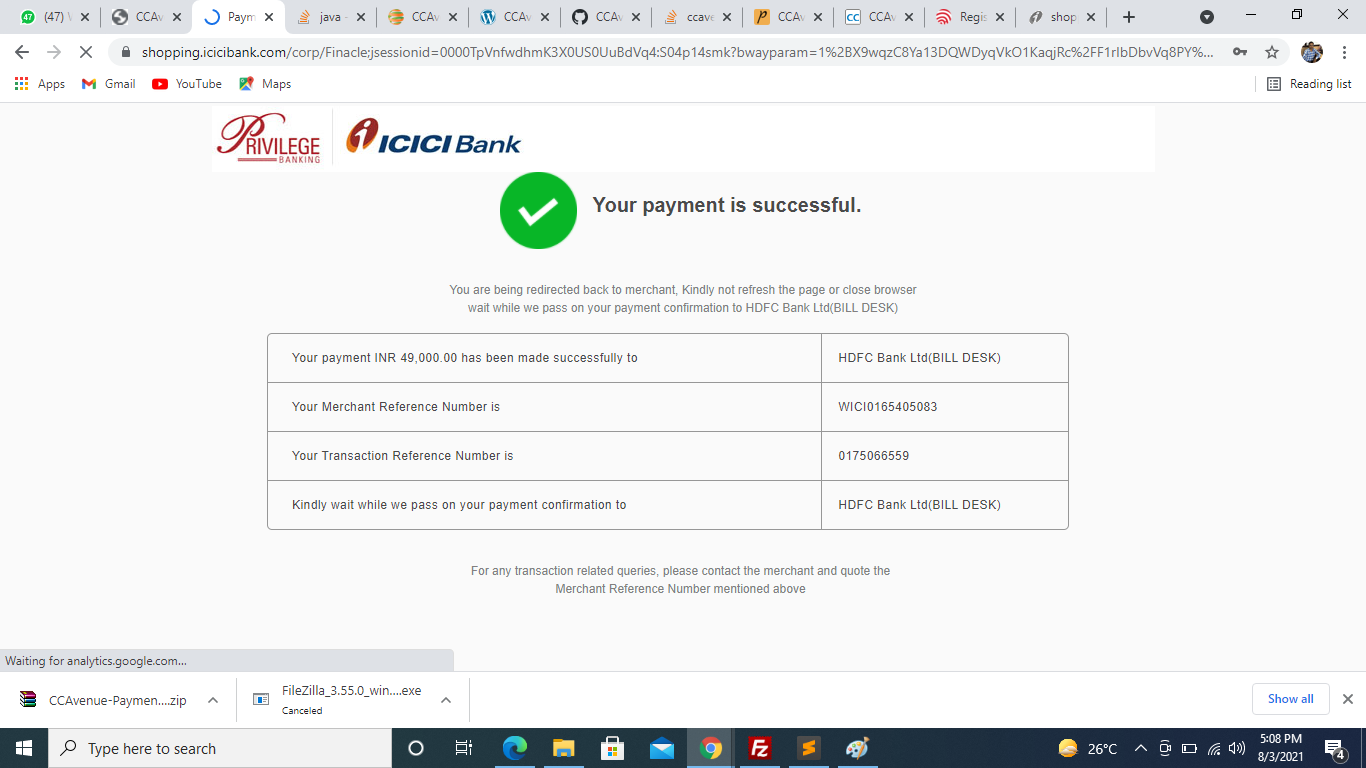 (47) CCAv Paym java CCAv CCAv CCAv ccave CCAv CCAv Regis shop
shopping.icicibank.com/corp/Finacle;jsessionid=0000TpVnfwdhmK3X0US0UuBdVq4:S04p14smk?bwayparam=1%2BX9wqzC8Ya13DQWDyqVkO1KaqjRc%2FF1rIbDbvVq8PY%...
Apps Gmail YouTube Maps Reading list
PRIVILEGE BANKING
ICICI Bank
Your payment is successful.
You are being redirected back to merchant, Kindly not refresh the page or close browser
wait while we pass on your payment confirmation to HDFC Bank Ltd(BILL DESK)
Your payment INR 49,000.00 has been made successfully to HDFC Bank Ltd(BILL DESK)
Your Merchant Reference Number is WICI0165405083
Your Transaction Reference Number is 0175066559
Kindly wait while we pass on your payment confirmation to HDFC Bank Ltd(BILL DESK)
For any transaction related queries, please contact the merchant and quote the
Merchant Reference Number mentioned above
Waiting for analytics.google.com...
CCAvenue-Paymen....zip
FileZilla_3.55.0_win....exe
Canceled
Show all
Type here to search
26°C
5:08 PM
8/3/2021
4